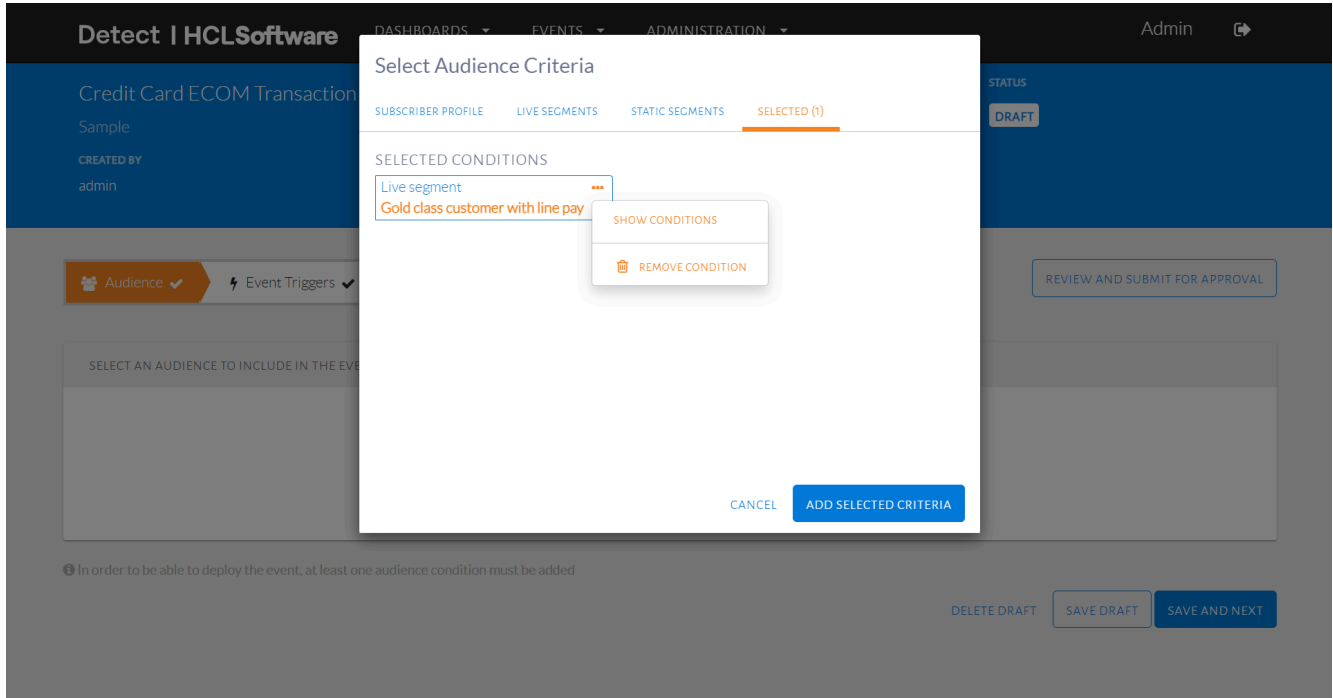 Detect | HCLSoftware
DASHBOARDS EVENTS ADMINISTRATION
Admin
Credit Card ECOM Transaction
Sample
CREATED BY
admin
STATUS
DRAFT
Select Audience Criteria
SUBSCRIBER PROFILE LIVE SEGMENTS STATIC SEGMENTS SELECTED (1)
SELECTED CONDITIONS
Live segment
Gold class customer with line pay
SHOW CONDITIONS
REMOVE CONDITION
CANCEL ADD SELECTED CRITERIA
Audience Event Triggers
REVIEW AND SUBMIT FOR APPROVAL
SELECT AN AUDIENCE TO INCLUDE IN THE EVE
In order to be able to deploy the event, at least one audience condition must be added
DELETE DRAFT SAVE DRAFT SAVE AND NEXT